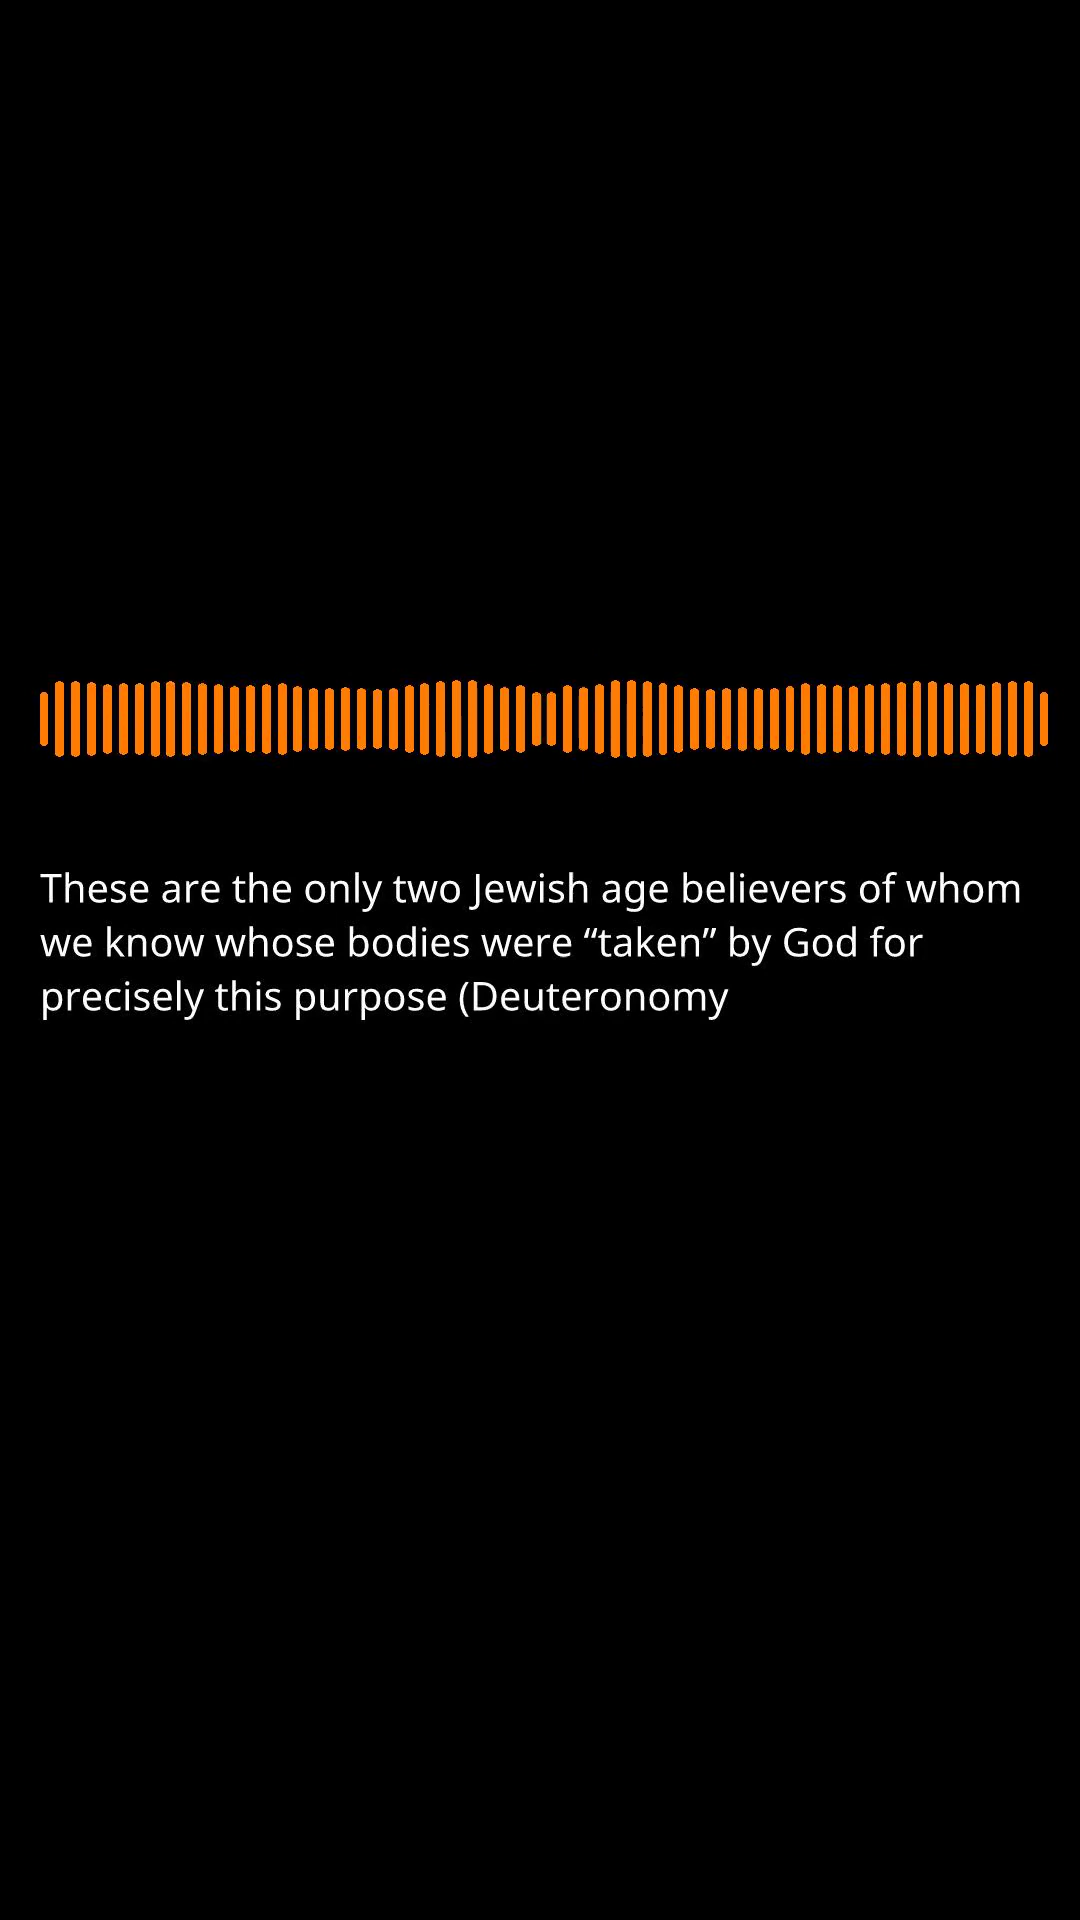 These are the only two Jewish age believers of whom
we know whose bodies were “taken” by God for
precisely this purpose (Deuteronomy